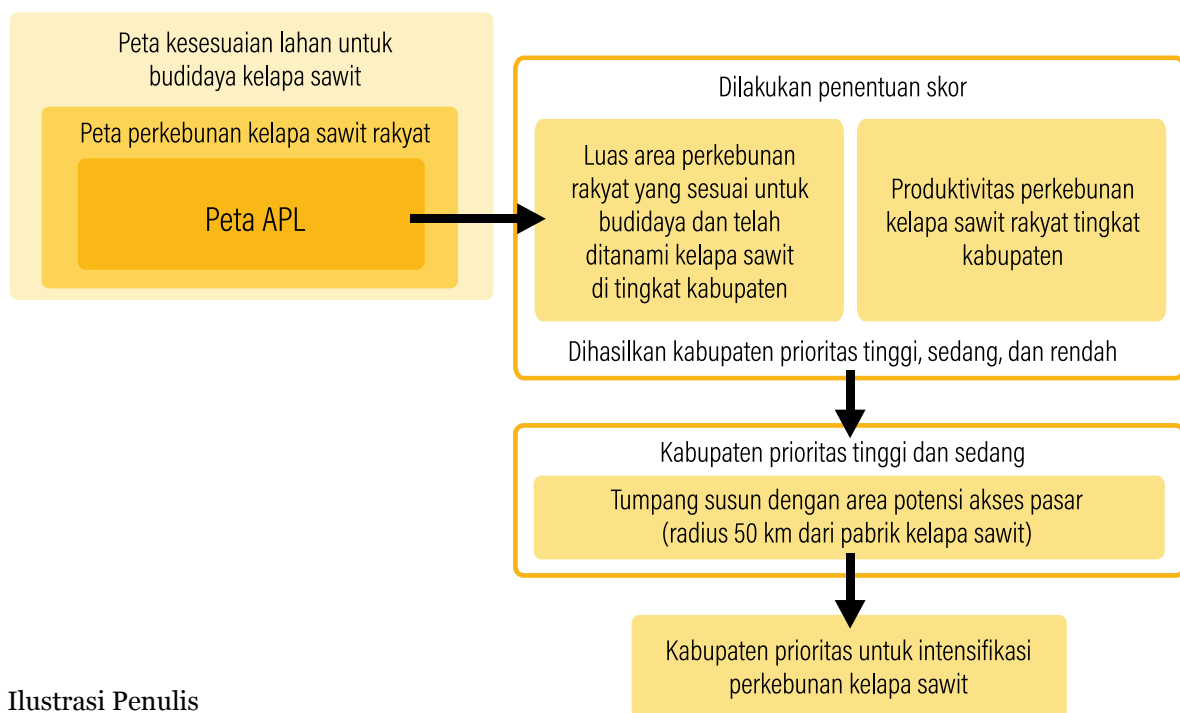 Peta kesesuaian lahan untuk
budidaya kelapa sawit
Peta perkebunan kelapa sawit rakyat
Peta APL
Dilakukan penentuan skor
Luas area perkebunan
rakyat yang sesuai untuk
budidaya dan telah
ditanami kelapa sawit
di tingkat kabupaten
Produktivitas perkebunan
kelapa sawit rakyat tingkat
kabupaten
Dihasilkan kabupaten prioritas tinggi, sedang, dan rendah
Kabupaten prioritas tinggi dan sedang
Tumpang susun dengan area potensi akses pasar
(radius 50 km dari pabrik kelapa sawit)
Kabupaten prioritas untuk intensifikasi
perkebunan kelapa sawit
Ilustrasi Penulis